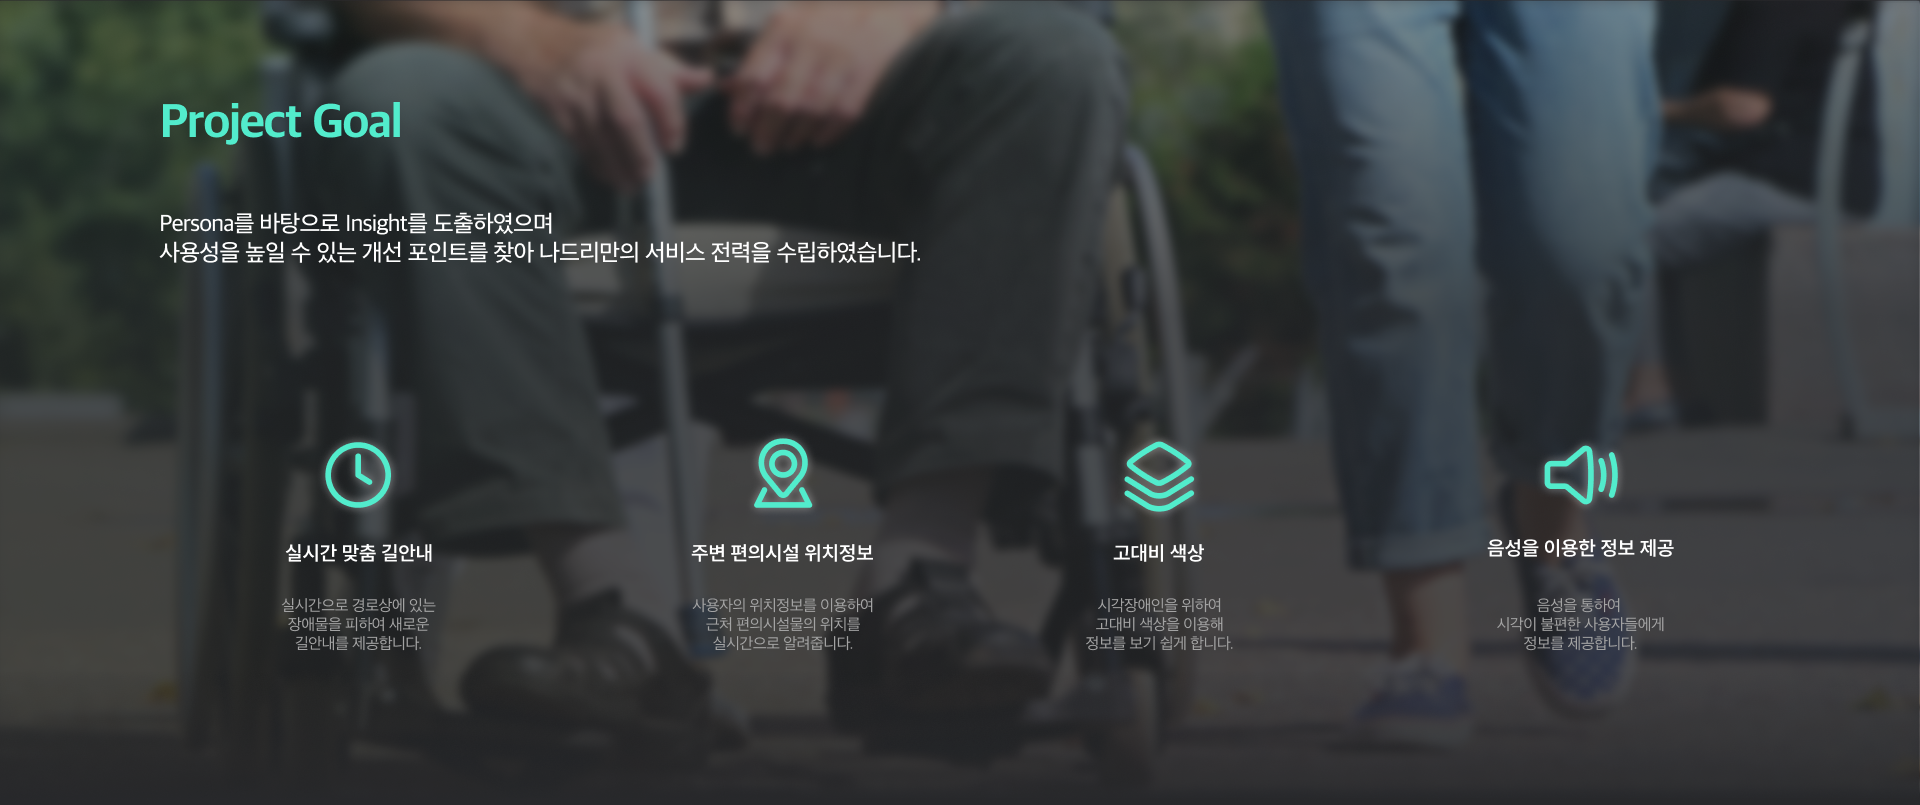 Project Goal
Persona를 바탕으로 Insight를 도출하였으며
사용성을 높일 수 있는 개선 포인트를 찾아 나드리만의 서비스 전력을 수립하였습니다.
실시간 맞춤 길안내
실시간으로 경로상에 있는
장애물을 피하여 새로운
길안내를 제공합니다.
주변 편의시설 위치정보
사용자의 위치정보를 이용하여
근처 편의시설물의 위치를
실시간으로 알려줍니다.
고대비 색상
시각장애인을 위하여
고대비 색상을 이용해
정보를 보기 쉽게 합니다.
음성을 이용한 정보 제공
음성을 통하여
시각이 불편한 사용자들에게
정보를 제공합니다.